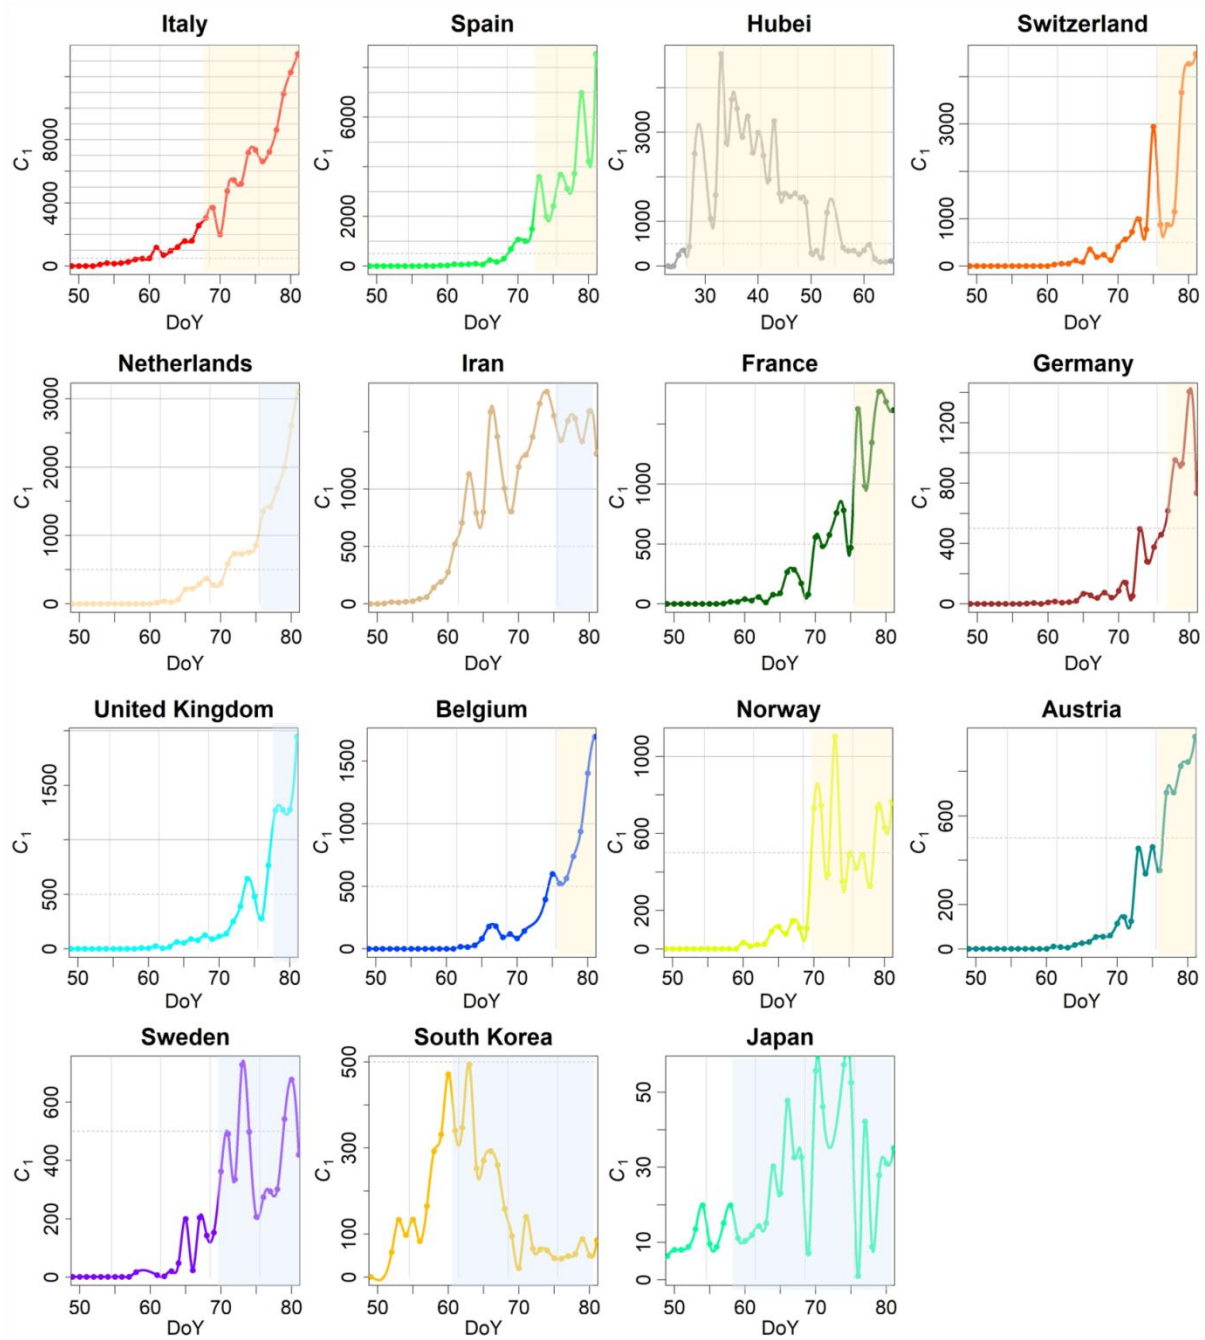 Italy
C1
0 2000 4000 8000
50 60 70 80
DoY
Spain
C1
0 1000 2000 6000
50 60 70 80
DoY
Hubei
C1
0 1000 3000
30 40 50 60
DoY
Switzerland
C1
0 1000 3000
50 60 70 80
DoY
Netherlands
C1
0 500 1000 2000 3000
50 60 70 80
DoY
Iran
C1
0 500 1000
50 60 70 80
DoY
France
C1
0 500 1000
50 60 70 80
DoY
Germany
C1
0 200 400 800 1400
50 60 70 80
DoY
United Kingdom
C1
0 500 1500
50 60 70 80
DoY
Belgium
C1
0 500 1000 1500
50 60 70 80
DoY
Norway
C1
0 200 600 1000
50 60 70 80
DoY
Austria
C1
0 200 600
50 60 70 80
DoY
Sweden
C1
0 200 400 600
50 60 70 80
DoY
South Korea
C1
0 100 300 500
50 60 70 80
DoY
Japan
C1
0 10 30 50
50 60 70 80
DoY